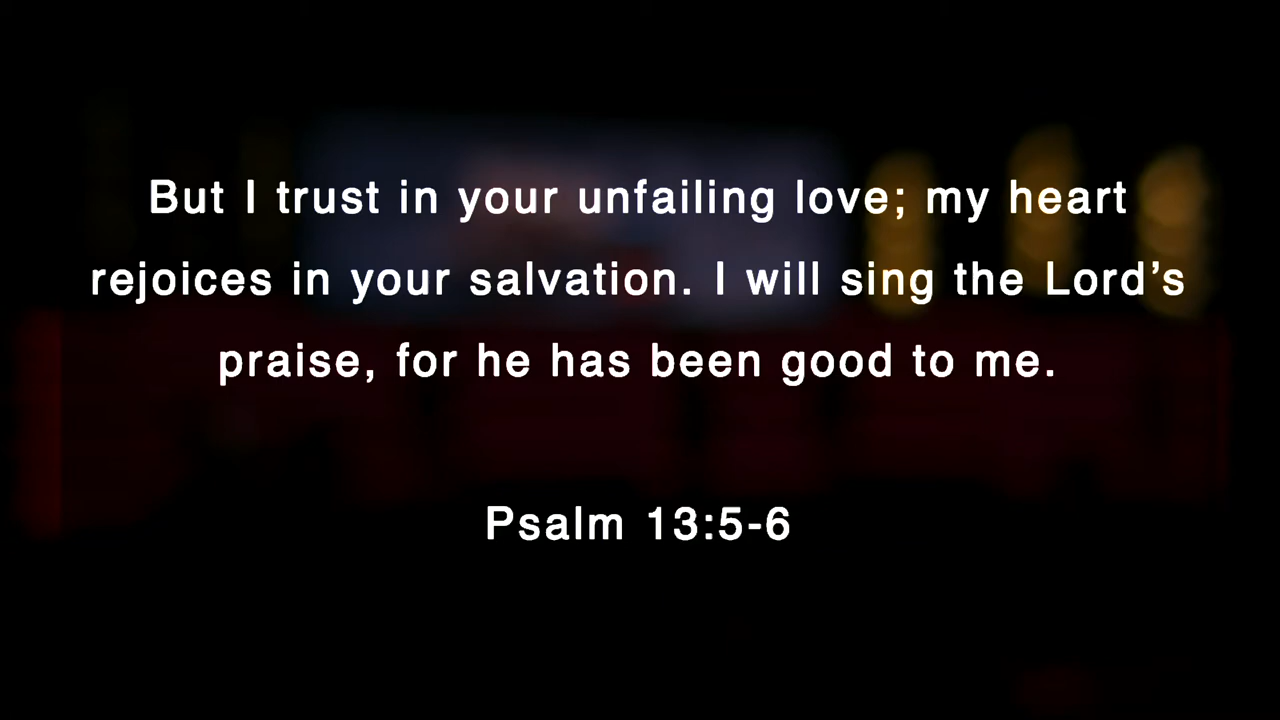 But I trust in your unfailing love; my heart
rejoices in your salvation. I will sing the Lord’s
praise, for he has been good to me.
Psalm 13:5-6